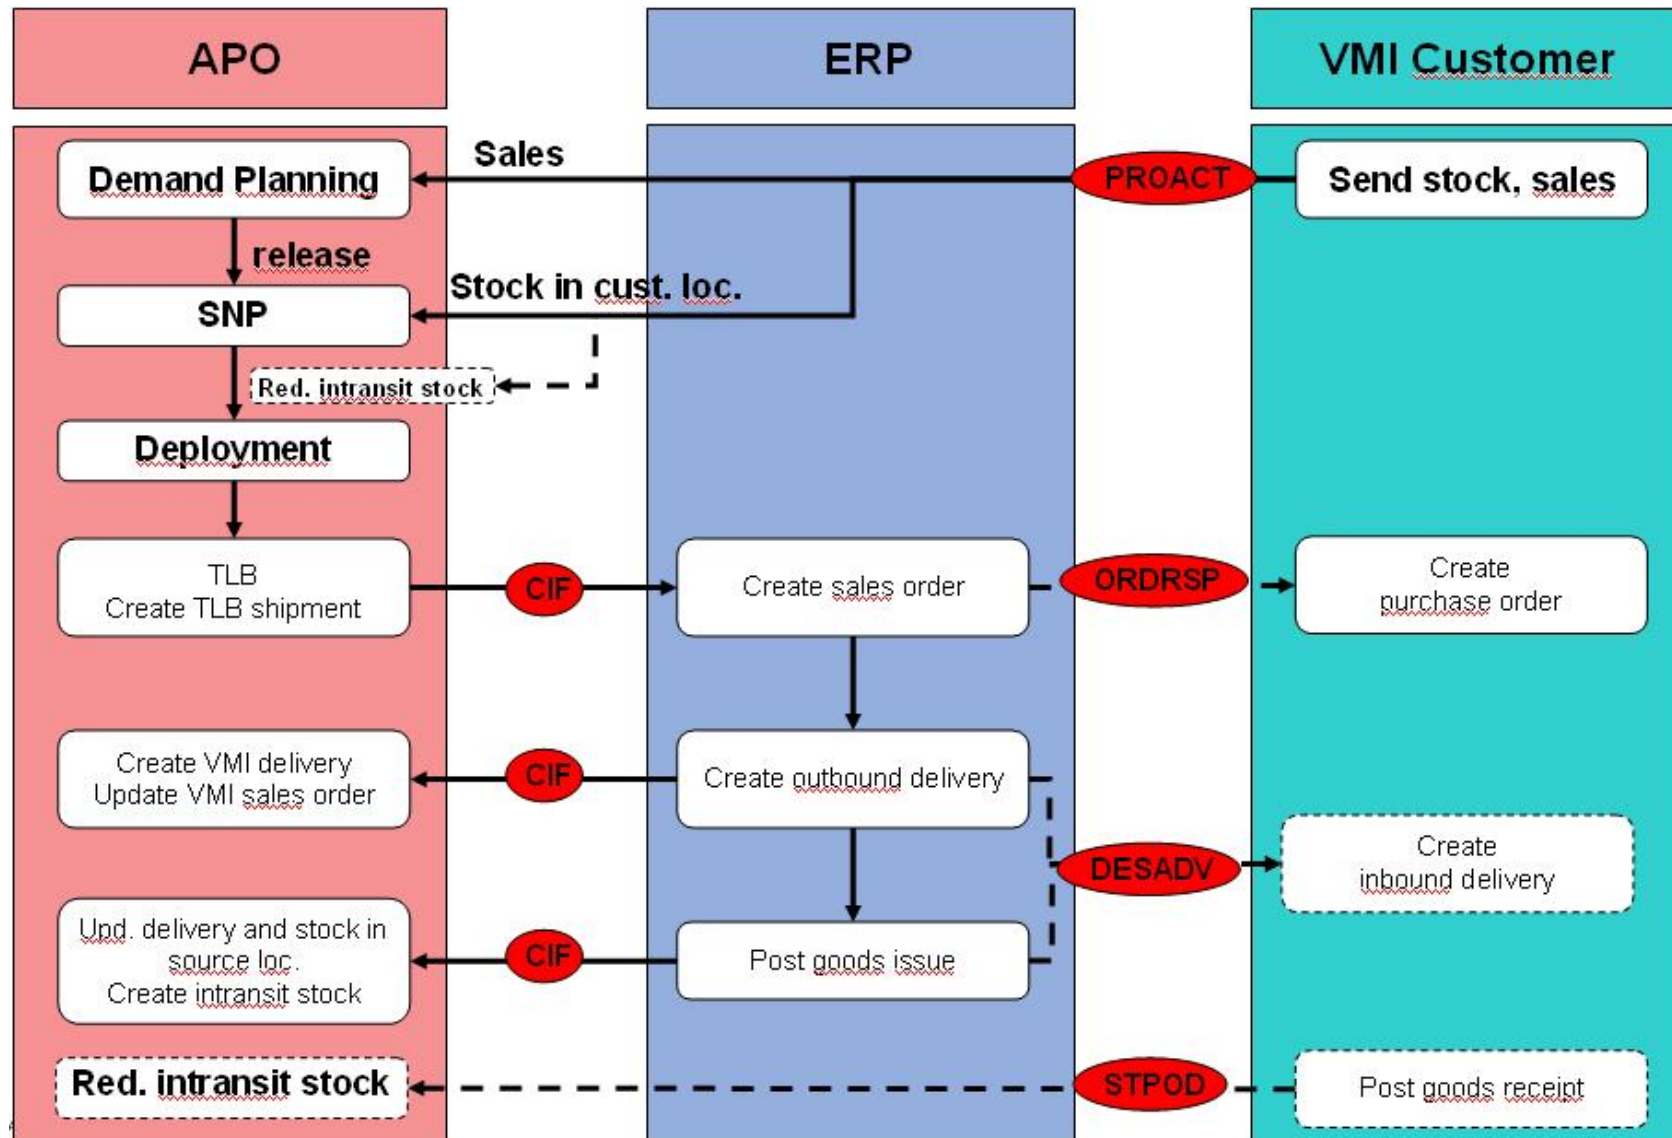 APO
ERP
VMI Customer
Demand Planning
Sales
PROACT
Send stock, sales
release
Stock in cust. loc.
SNP
Red. intransit stock
Deployment
TLB
Create TLB shipment
CIF
Create sales order
ORDRSP
Create
purchase order
Create VMI delivery
Update VMI sales order
CIF
Create outbound delivery
DESADV
Create
inbound delivery
Upd. delivery and stock in
source loc.
Create intransit stock
CIF
Post goods issue
Red. intransit stock
STPOD
Post goods receipt